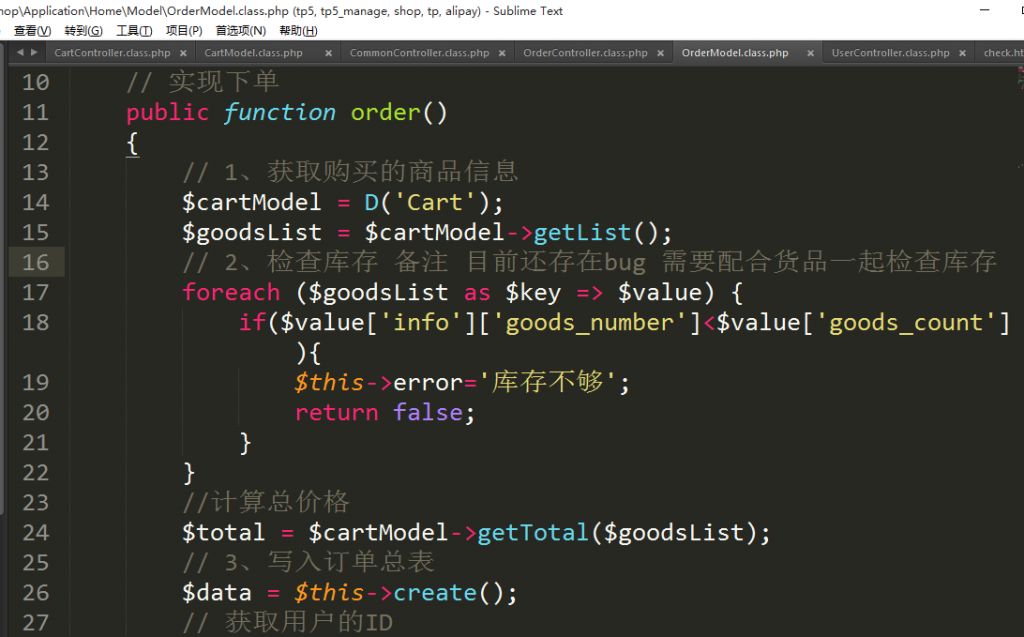 hop\Application\Home\Model\OrderModel.class.php (tp5, tp5_manage, shop, tp, alipay) - Sublime Text
查看(V) 转到(G) 工具(T) 项目(P) 首选项(N) 帮助(H)
CartController.class.php × CartModel.class.php × CommonController.class.php × OrderController.class.php × OrderModel.class.php × UserController.class.php × check.ht
10 // 实现下单
11 public function order()
12 {
13 // 1、获取购买的商品信息
14 $cartModel = D('Cart');
15 $goodsList = $cartModel->getList();
16 // 2、检查库存 备注 目前还存在bug 需要配合货品一起检查库存
17 foreach ($goodsList as $key => $value) {
18 if($value['info']['goods_number']<$value['goods_count']
){
19 $this->error='库存不够';
20 return false;
21 }
22 }
23 //计算总价格
24 $total = $cartModel->getTotal($goodsList);
25 // 3、写入订单总表
26 $data = $this->create();
27 // 获取用户的ID